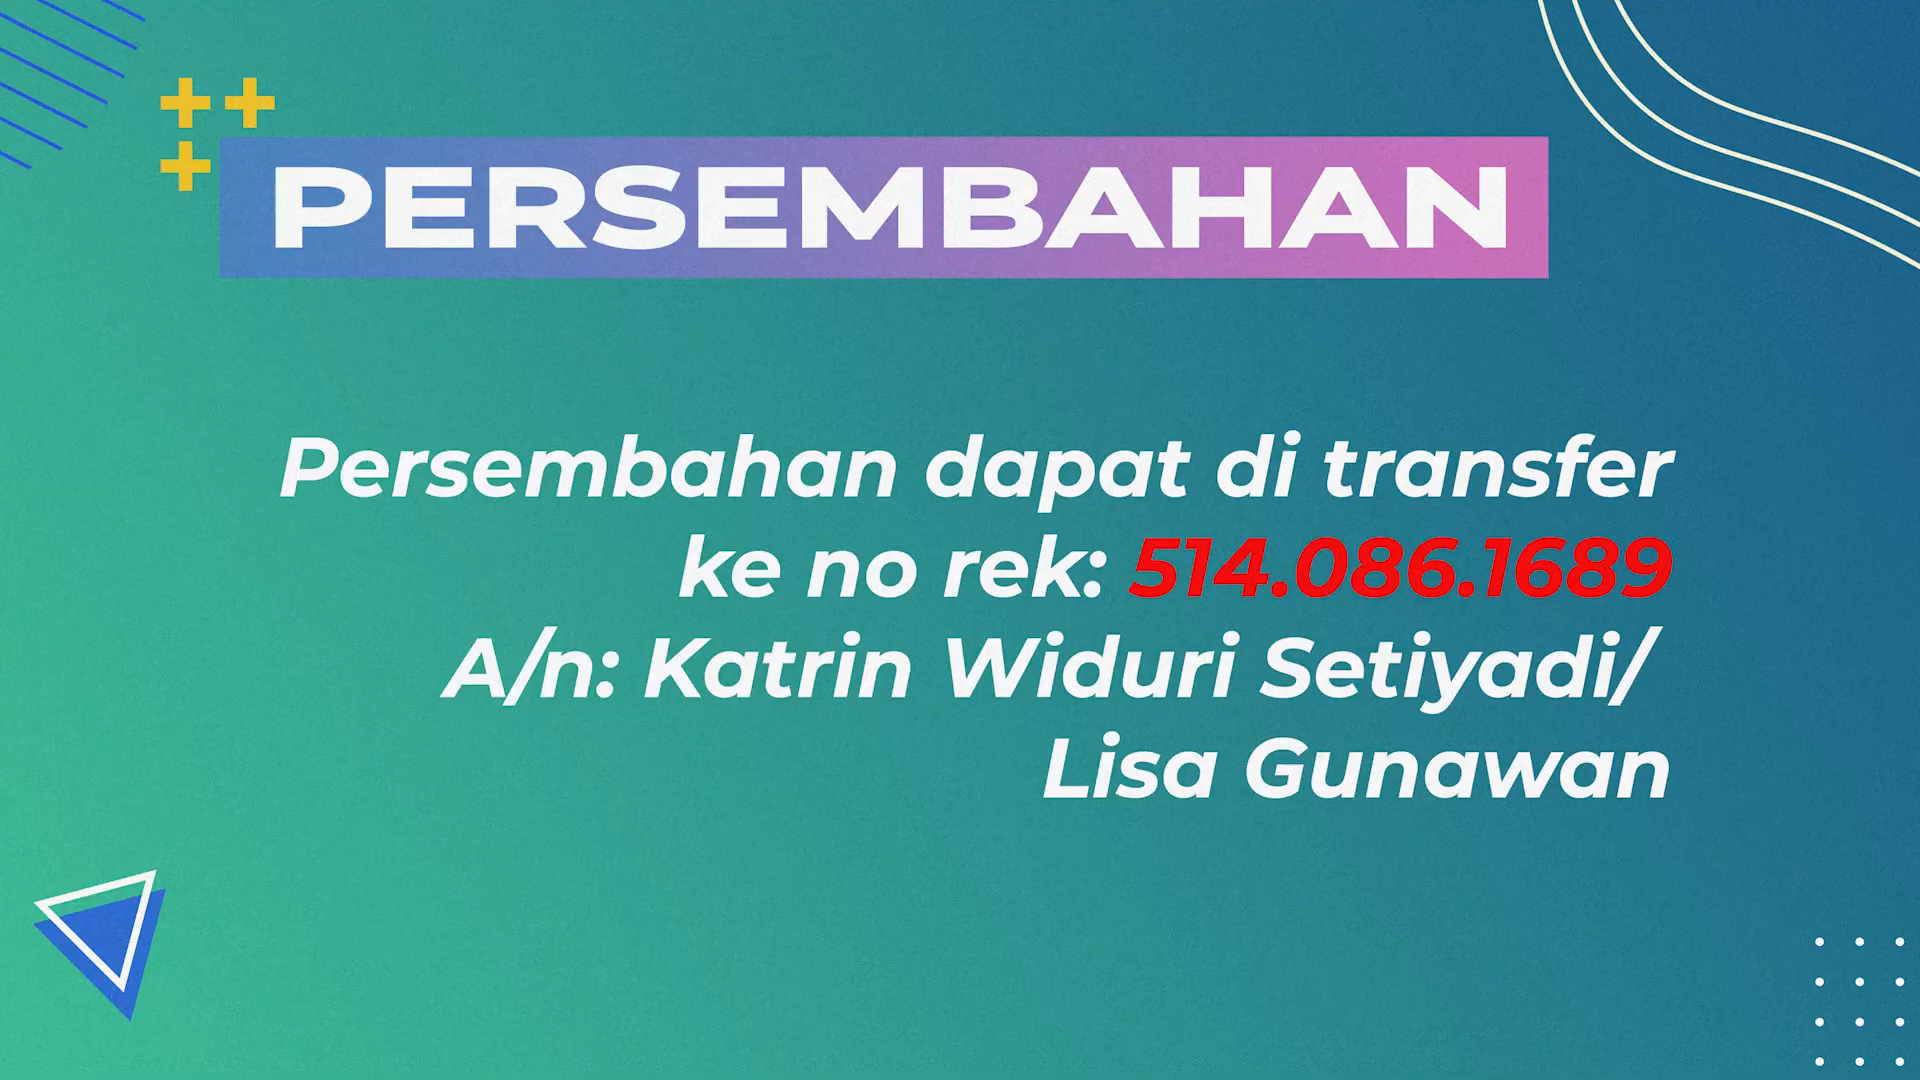 PERSEMBAHAN
Persembahan dapat di transfer
ke no rek: 514.086.1689
A/n: Katrin Widuri Setiyadi/
Lisa Gunawan